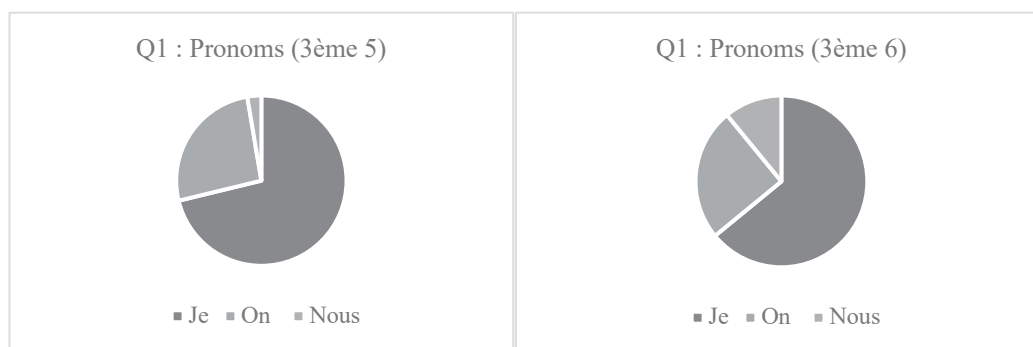 Q1 : Pronoms (3ème 5)
Je On Nous
Q1 : Pronoms (3ème 6)
Je On Nous